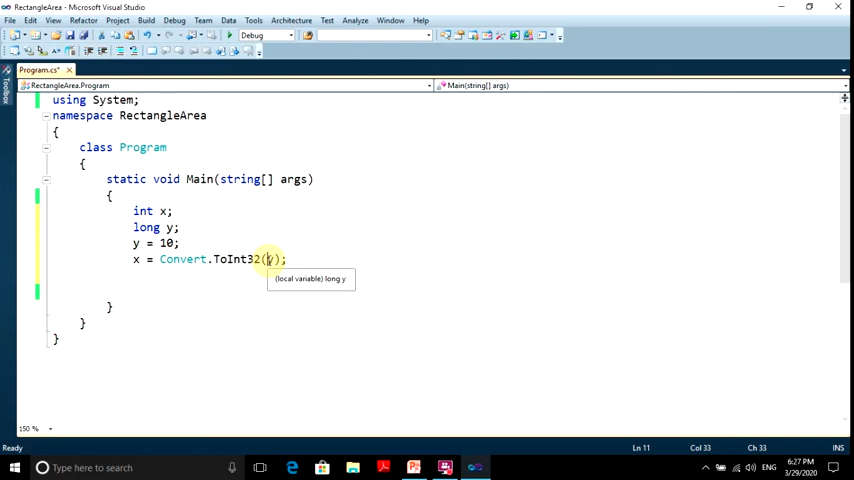 RectangleArea - Microsoft Visual Studio
File Edit View Refactor Project Build Debug Team Data Tools Architecture Test Analyze Window Help
Debug
Program.cs*
Toolbox
RectangleArea.Program
Main(string[] args)
using System;
namespace RectangleArea
{
class Program
{
static void Main(string[] args)
{
int x;
long y;
y = 10;
x = Convert.ToInt32(y);
(local variable) long y
}
}
}
150 %
Ready
Ln 11
Col 33
Ch 33
INS
Type here to search
ENG
6:27 PM
3/29/2020